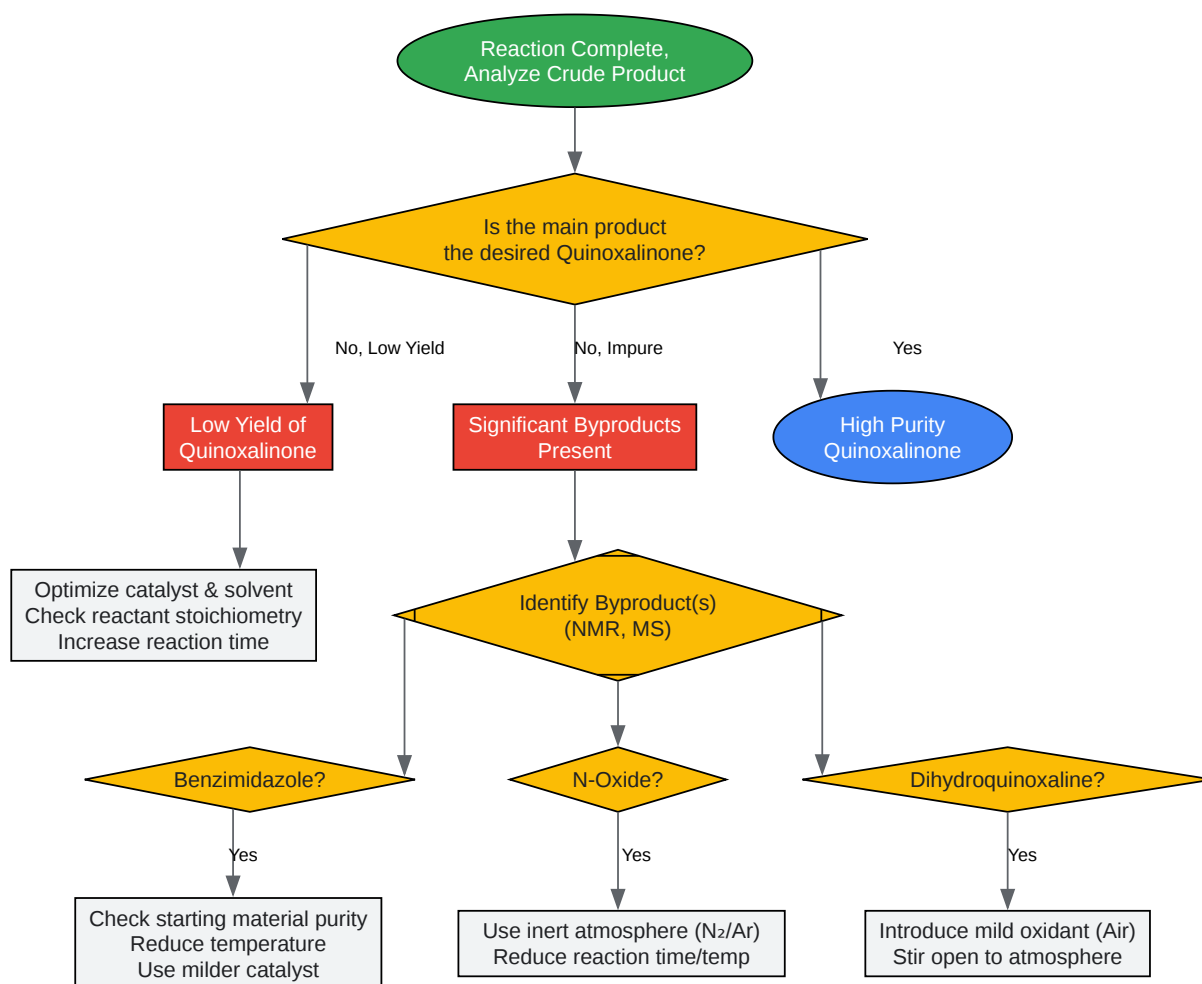 Reaction Complete,
Analyze Crude Product
Is the main product
the desired Quinoxalinone?
No, Low Yield
No, Impure
Yes
Low Yield of
Quinoxalinone
Significant Byproducts
Present
High Purity
Quinoxalinone
Optimize catalyst & solvent
Check reactant stoichiometry
Increase reaction time
Identify Byproduct(s)
(NMR, MS)
Benzimidazole?
N-Oxide?
Dihydroquinoxaline?
Yes
Yes
Yes
Check starting material purity
Reduce temperature
Use milder catalyst
Use inert atmosphere (N₂/Ar)
Reduce reaction time/temp
Introduce mild oxidant (Air)
Stir open to atmosphere